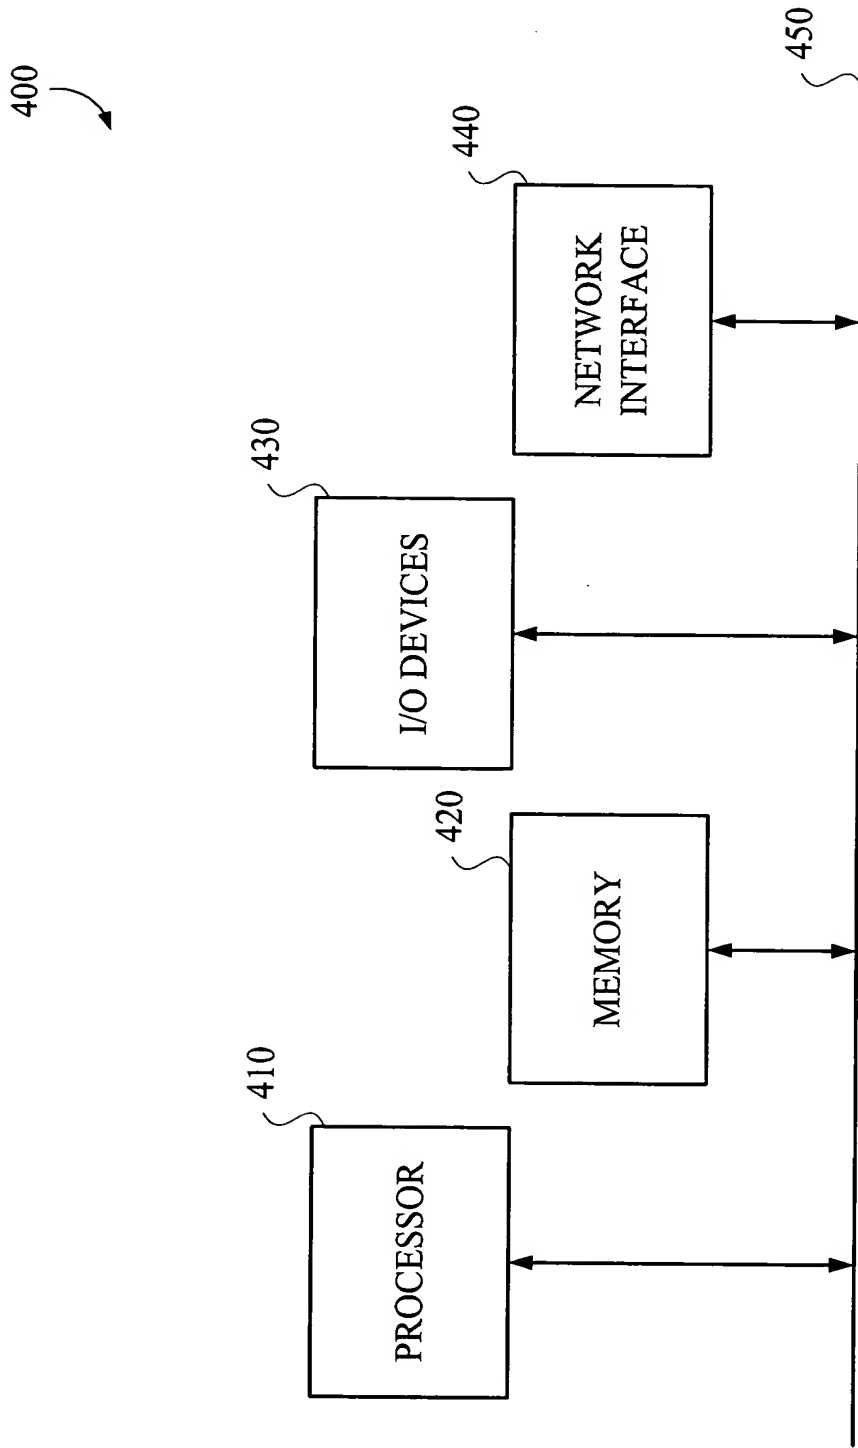 400
410
PROCESSOR
420
MEMORY
430
I/O DEVICES
440
NETWORK
INTERFACE
450